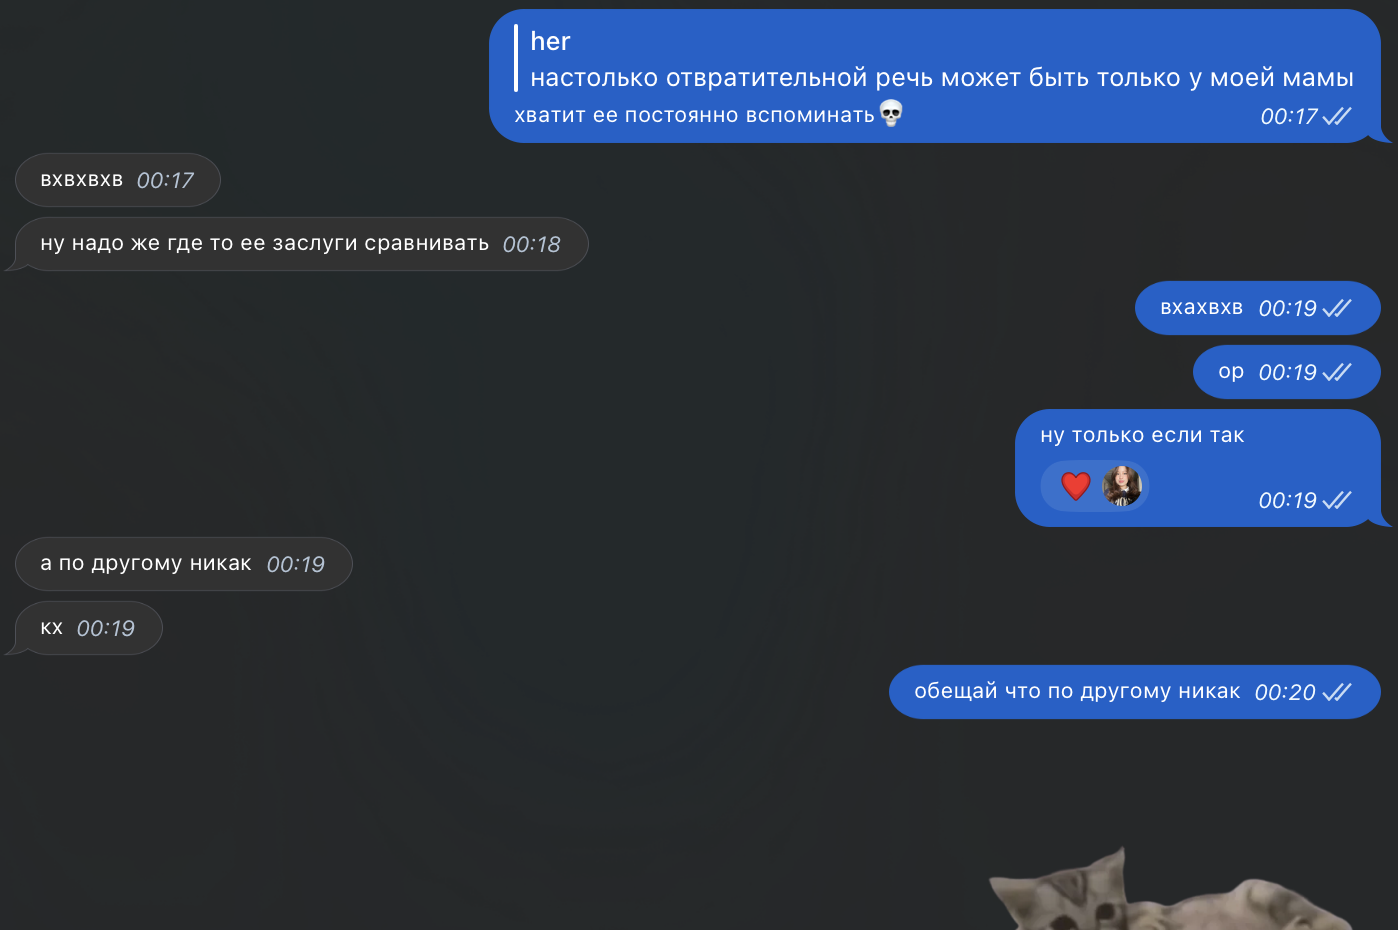 her
настолько отвратительной речь может быть только у моей мамы
хватит ее постоянно вспоминать💀 00:17
вхвхвхв 00:17
ну надо же где то ее заслуги сравнивать 00:18
вхахвхв 00:19
ор 00:19
ну только если так
❤️ 00:19
а по другому никак 00:19
кх 00:19
обещай что по другому никак 00:20